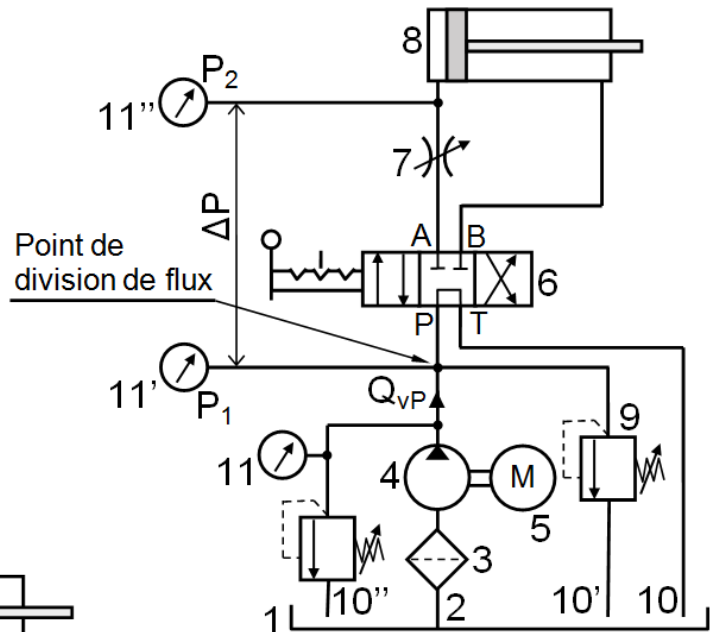 8
P2
11''
7
ΔP
A B
Point de
division de flux
6
P T
11'
P1
QvP
9
11
4
M
5
3
10''
2
10'
10
1